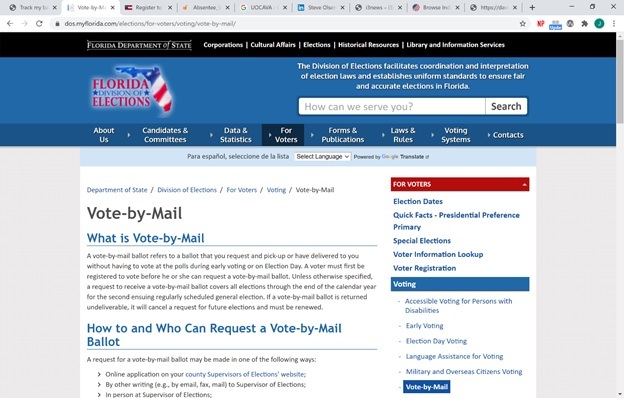 Track my b
Vote-by-M
Register to
Absentee,
UOCAVA -
Steve Olso
Browse Ind
https://dav
dos.myflorida.com/elections/for-voters/voting/vote-by-mail/
FLORIDA DEPARTMENT OF STATE
Corporations | Cultural Affairs | Elections | Historical Resources | Library and Information Services
FLORIDA
DIVISION OF
ELECTIONS
The Division of Elections facilitates coordination and interpretation
of election laws and establishes uniform standards to ensure fair
and accurate elections in Florida.
How can we serve you?
Search
About Us
Candidates & Committees
Data & Statistics
For Voters
Forms & Publications
Laws & Rules
Voting Systems
Contacts
Para español, seleccione de la lista
Select Language
Powered by Google Translate
Department of State / Division of Elections / For Voters / Voting / Vote-by-Mail
Vote-by-Mail
What is Vote-by-Mail
A vote-by-mail ballot refers to a ballot that you request and pick-up or have delivered to you
without having to vote at the polls during early voting or on Election Day. A voter must first be
registered to vote before he or she can request a vote-by-mail ballot. Unless otherwise specified,
a request to receive a vote-by-mail ballot covers all elections through the end of the calendar year
for the second ensuing regularly scheduled general election. If a vote-by-mail ballot is returned
undeliverable, it will cancel a request for future elections and must be renewed.
How to and Who Can Request a Vote-by-Mail
Ballot
A request for a vote-by-mail ballot may be made in one of the following ways:
Online application on your county Supervisors of Elections' website;
By other writing (e.g., by email, fax, mail) to Supervisor of Elections;
In person at Supervisor of Elections;
FOR VOTERS
Election Dates
Quick Facts - Presidential Preference
Primary
Special Elections
Voter Information Lookup
Voter Registration
Voting
Accessible Voting for Persons with
Disabilities
Early Voting
Election Day Voting
Language Assistance for Voting
Military and Overseas Citizens Voting
Vote-by-Mail